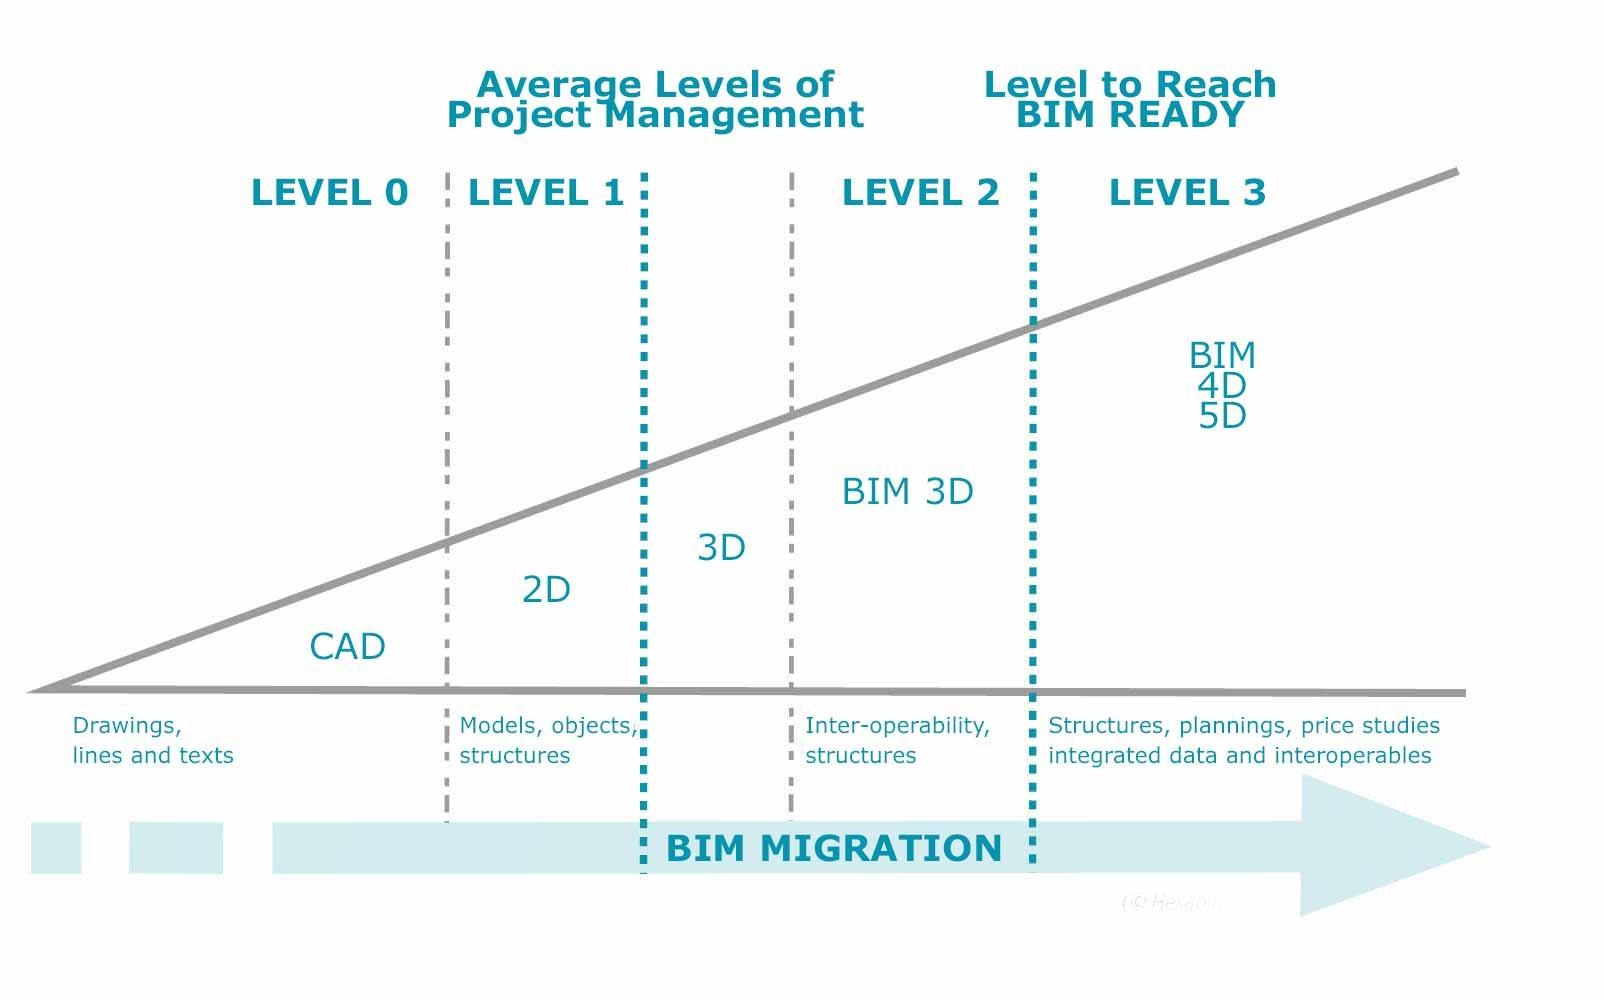 Average Levels of
Project Management
Level to Reach
BIM READY
LEVEL 0
LEVEL 1
LEVEL 2
LEVEL 3
BIM
4D
5D
BIM 3D
3D
2D
CAD
Drawings,
lines and texts
Models, objects,
structures
Inter-operability,
structures
Structures, plannings, price studies
integrated data and interoperables
BIM MIGRATION